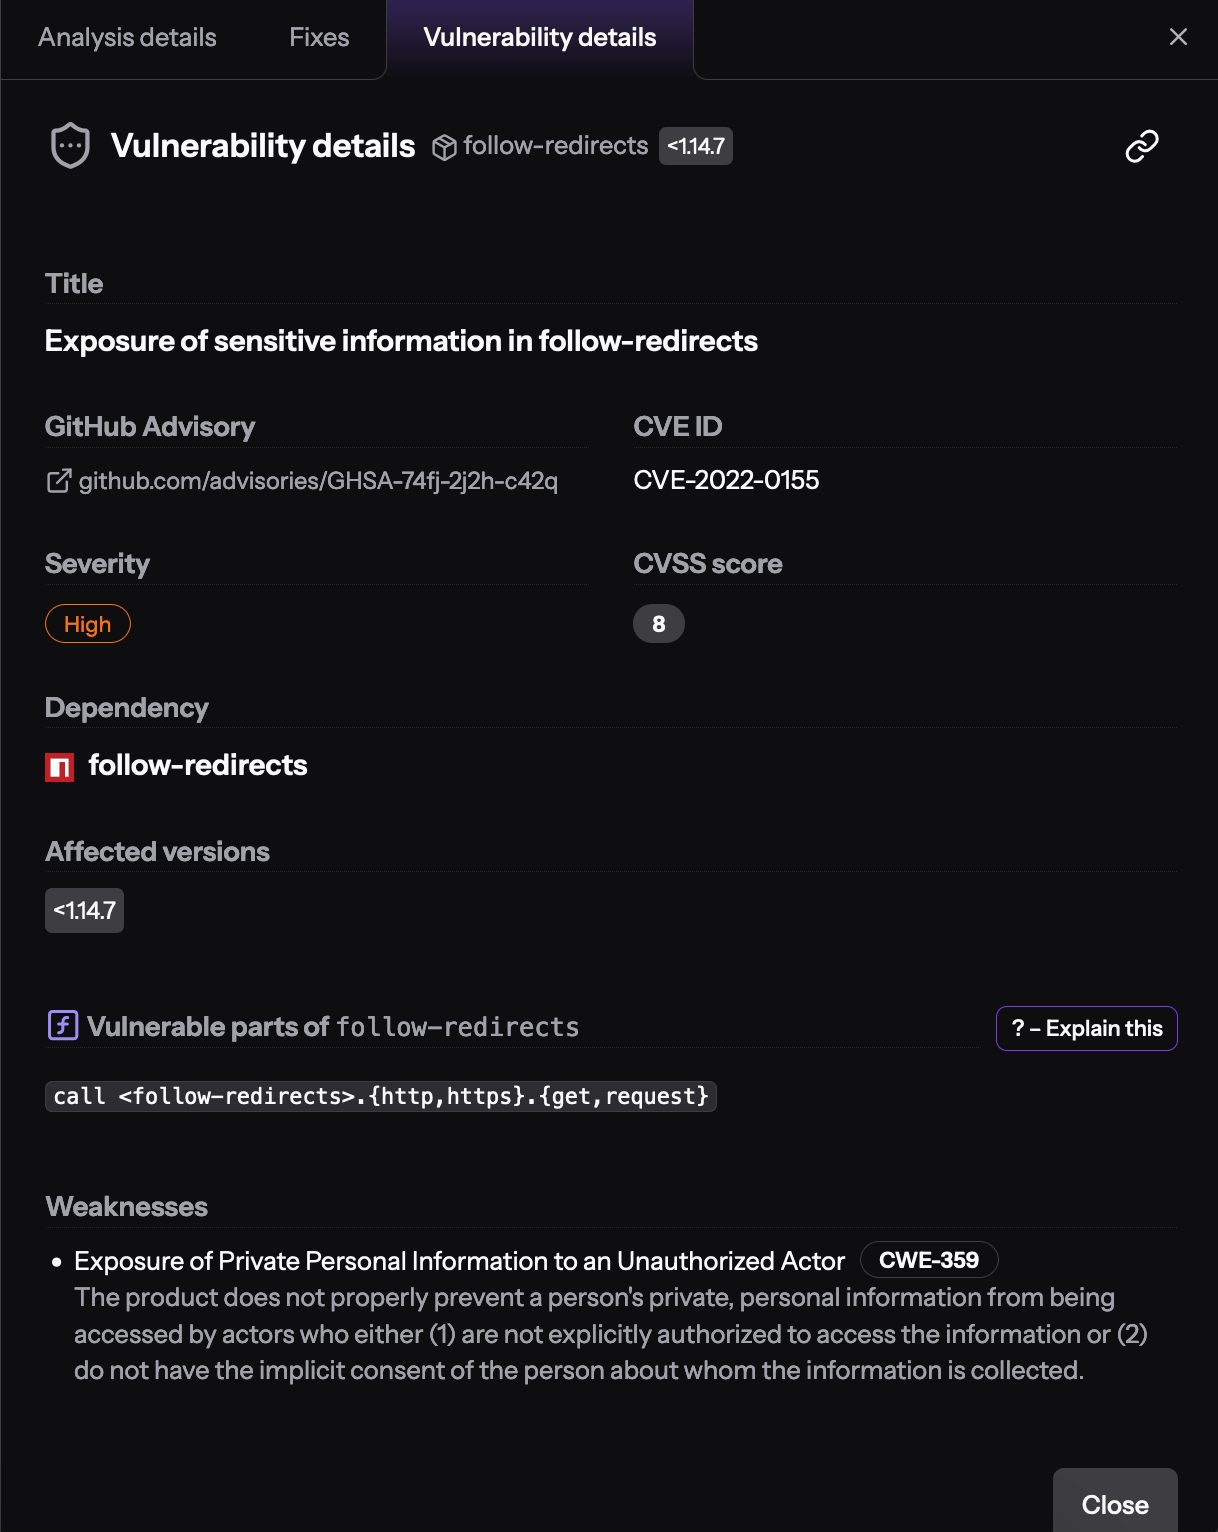 Analysis details
Fixes
Vulnerability details
Vulnerability details follow-redirects <1.14.7
Title
Exposure of sensitive information in follow-redirects
GitHub Advisory
github.com/advisories/GHSA-74fj-2j2h-c42q
CVE ID
CVE-2022-0155
Severity
High
CVSS score
8
Dependency
follow-redirects
Affected versions
<1.14.7
Vulnerable parts of follow-redirects
? – Explain this
call <follow-redirects>.{http,https}.{get,request}
Weaknesses
• Exposure of Private Personal Information to an Unauthorized Actor CWE-359
The product does not properly prevent a person's private, personal information from being
accessed by actors who either (1) are not explicitly authorized to access the information or (2)
do not have the implicit consent of the person about whom the information is collected.
Close